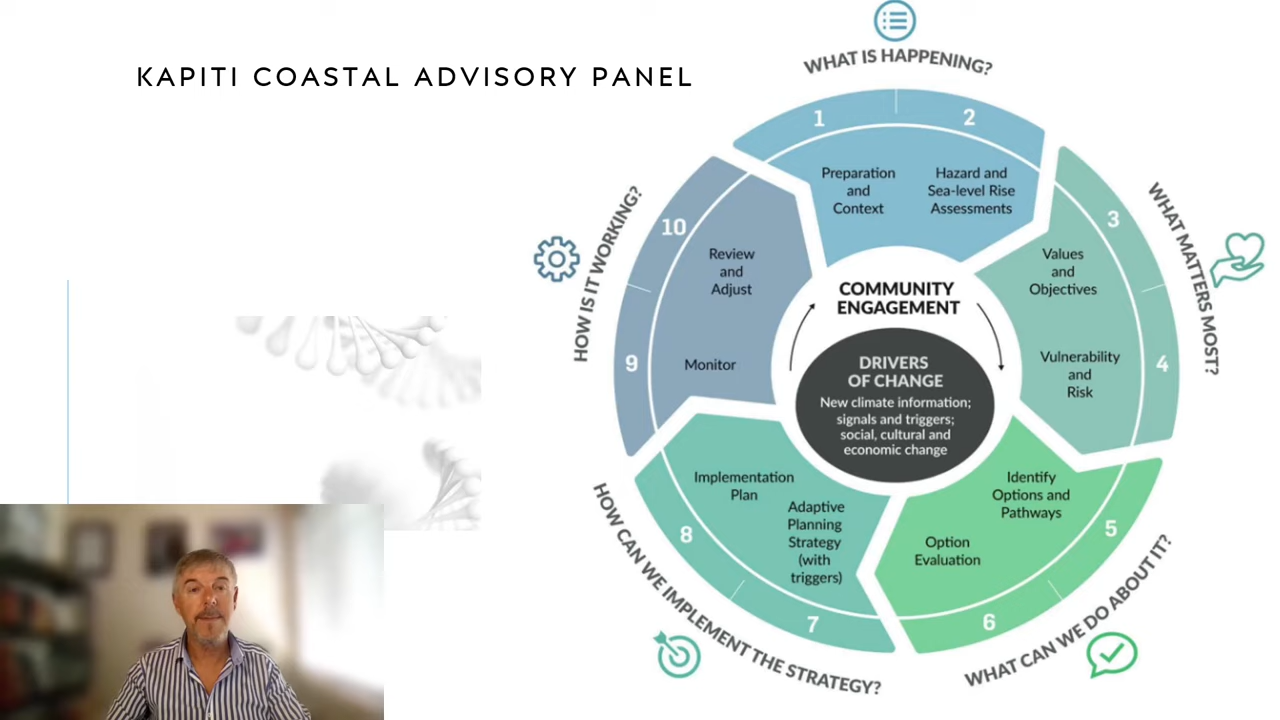 KAPITI COASTAL ADVISORY PANEL
WHAT IS HAPPENING?
1
2
Preparation
and
Context
Hazard and
Sea-level Rise
Assessments
WHAT MATTERS MOST?
3
Values
and
Objectives
4
Vulnerability
and
Risk
WHAT CAN WE DO ABOUT IT?
5
Identify
Options and
Pathways
6
Option
Evaluation
HOW CAN WE IMPLEMENT THE STRATEGY?
7
Adaptive
Planning
Strategy
(with
triggers)
8
Implementation
Plan
HOW IS IT WORKING?
9
Monitor
10
Review
and
Adjust
COMMUNITY
ENGAGEMENT
DRIVERS
OF CHANGE
New climate information;
signals and triggers;
social, cultural and
economic change